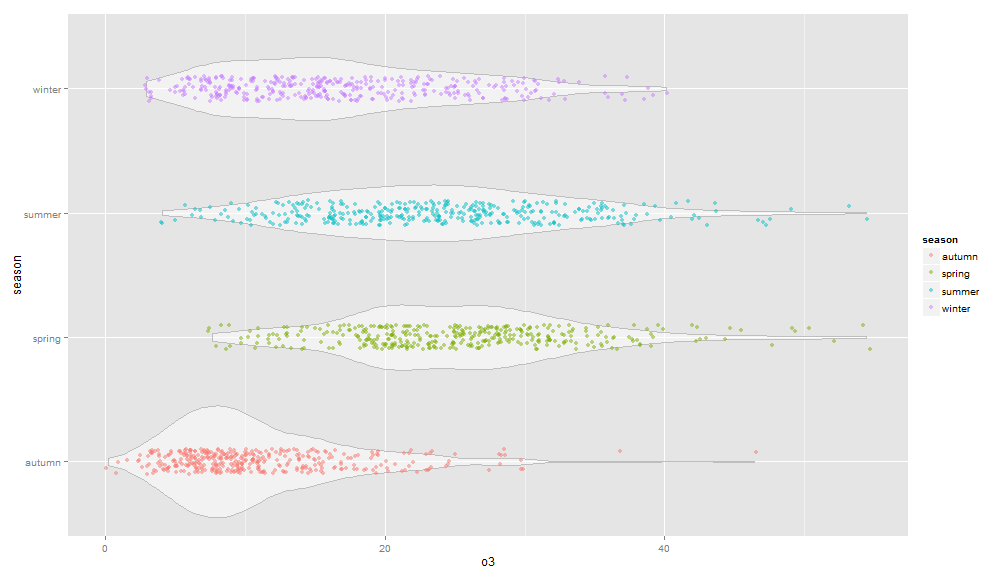 winter
summer
spring
autumn
season
0 20 40
o3
season
autumn
spring
summer
winter